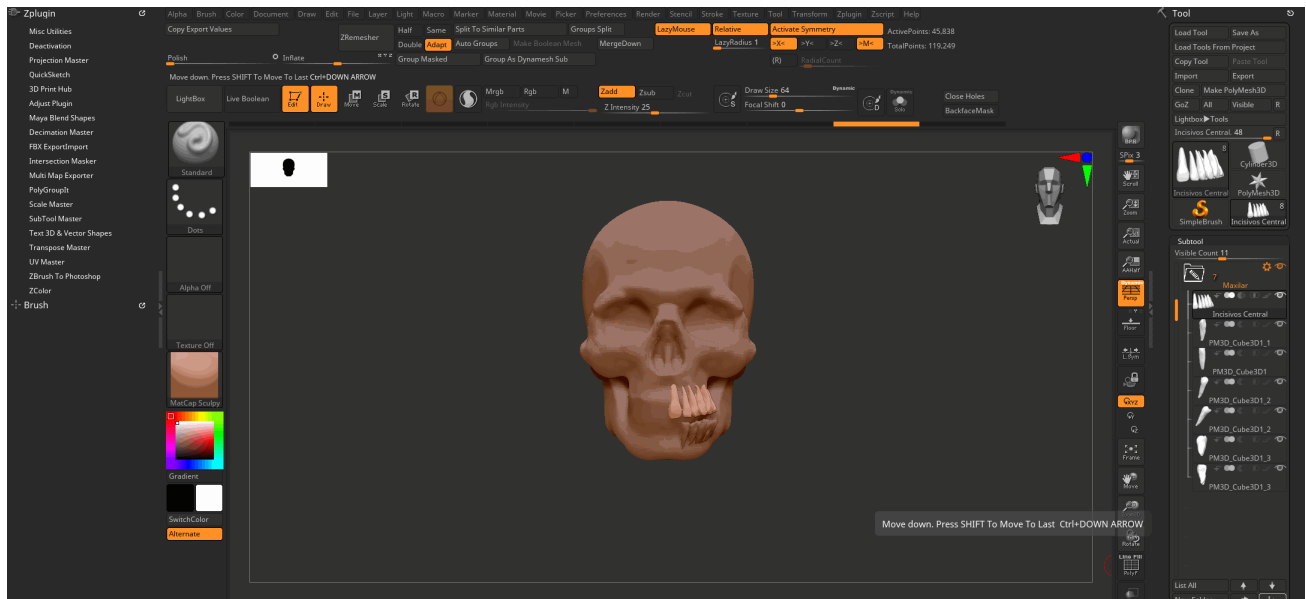 Zplugin
Misc Utilities
Deactivation
Projection Master
QuickSketch
3D Print Hub
Adjust Plugin
Maya Blend Shapes
Decimation Master
FBX ExportImport
Intersection Masker
Multi Map Exporter
PolyGroupIt
Scale Master
SubTool Master
Text 3D & Vector Shapes
Transpose Master
UV Master
ZBrush To Photoshop
ZColor
Brush
Alpha Brush Color Document Draw Edit File Layer Light Macro Marker Material Movie Picker Preferences Render Stencil Stroke Texture Tool Transform Zplugin Zscript Help
Copy Export Values
Polish
Inflate
ZRemesher
Half Same Split To Similar Parts Groups Split
Double Adapt Auto Groups Make Boolean Mesh MergeDown
Group Masked Group As Dynamesh Sub
LazyMouse Relative Activate Symmetry
LazyRadius 1 >X< >Y< >Z< >M<
(R) RadialCount
ActivePoints: 45,838
TotalPoints: 119,249
Move down. Press SHIFT To Move To Last Ctrl+DOWN ARROW
LightBox Live Boolean
Edit Draw Move Scale Rotate
Mrgb Rgb M
Rgb Intensity
Zadd Zsub Zcut
Z Intensity 25
S
Draw Size 64 Dynamic
Focal Shift 0
D
Dynamic
Solo
Close Holes
BackfaceMask
Standard
Dots
Alpha Off
Texture Off
MatCap Sculpy
Gradient
SwitchColor
Alternate
BPR
SPix 3
Scroll
Zoom
Actual
AAHalf
Persp
Floor
L.Sym
XYZ
Frame
Move
Rotate
Line Fill
PolyF
Move down. Press SHIFT To Move To Last Ctrl+DOWN ARROW
Tool
Load Tool Save As
Load Tools From Project
Copy Tool Paste Tool
Import Export
Clone Make PolyMesh3D
GoZ All Visible R
Lightbox▶Tools
Incisivos Central. 48 R
8
Incisivos Central
Cylinder3D
PolyMesh3D
SimpleBrush
8
Incisivos Central
Subtool
Visible Count 11
7
Maxilar
Incisivos Central
PM3D_Cube3D1_1
PM3D_Cube3D1
PM3D_Cube3D1_2
PM3D_Cube3D1_2
PM3D_Cube3D1_3
PM3D_Cube3D1_3
List All
New Folder